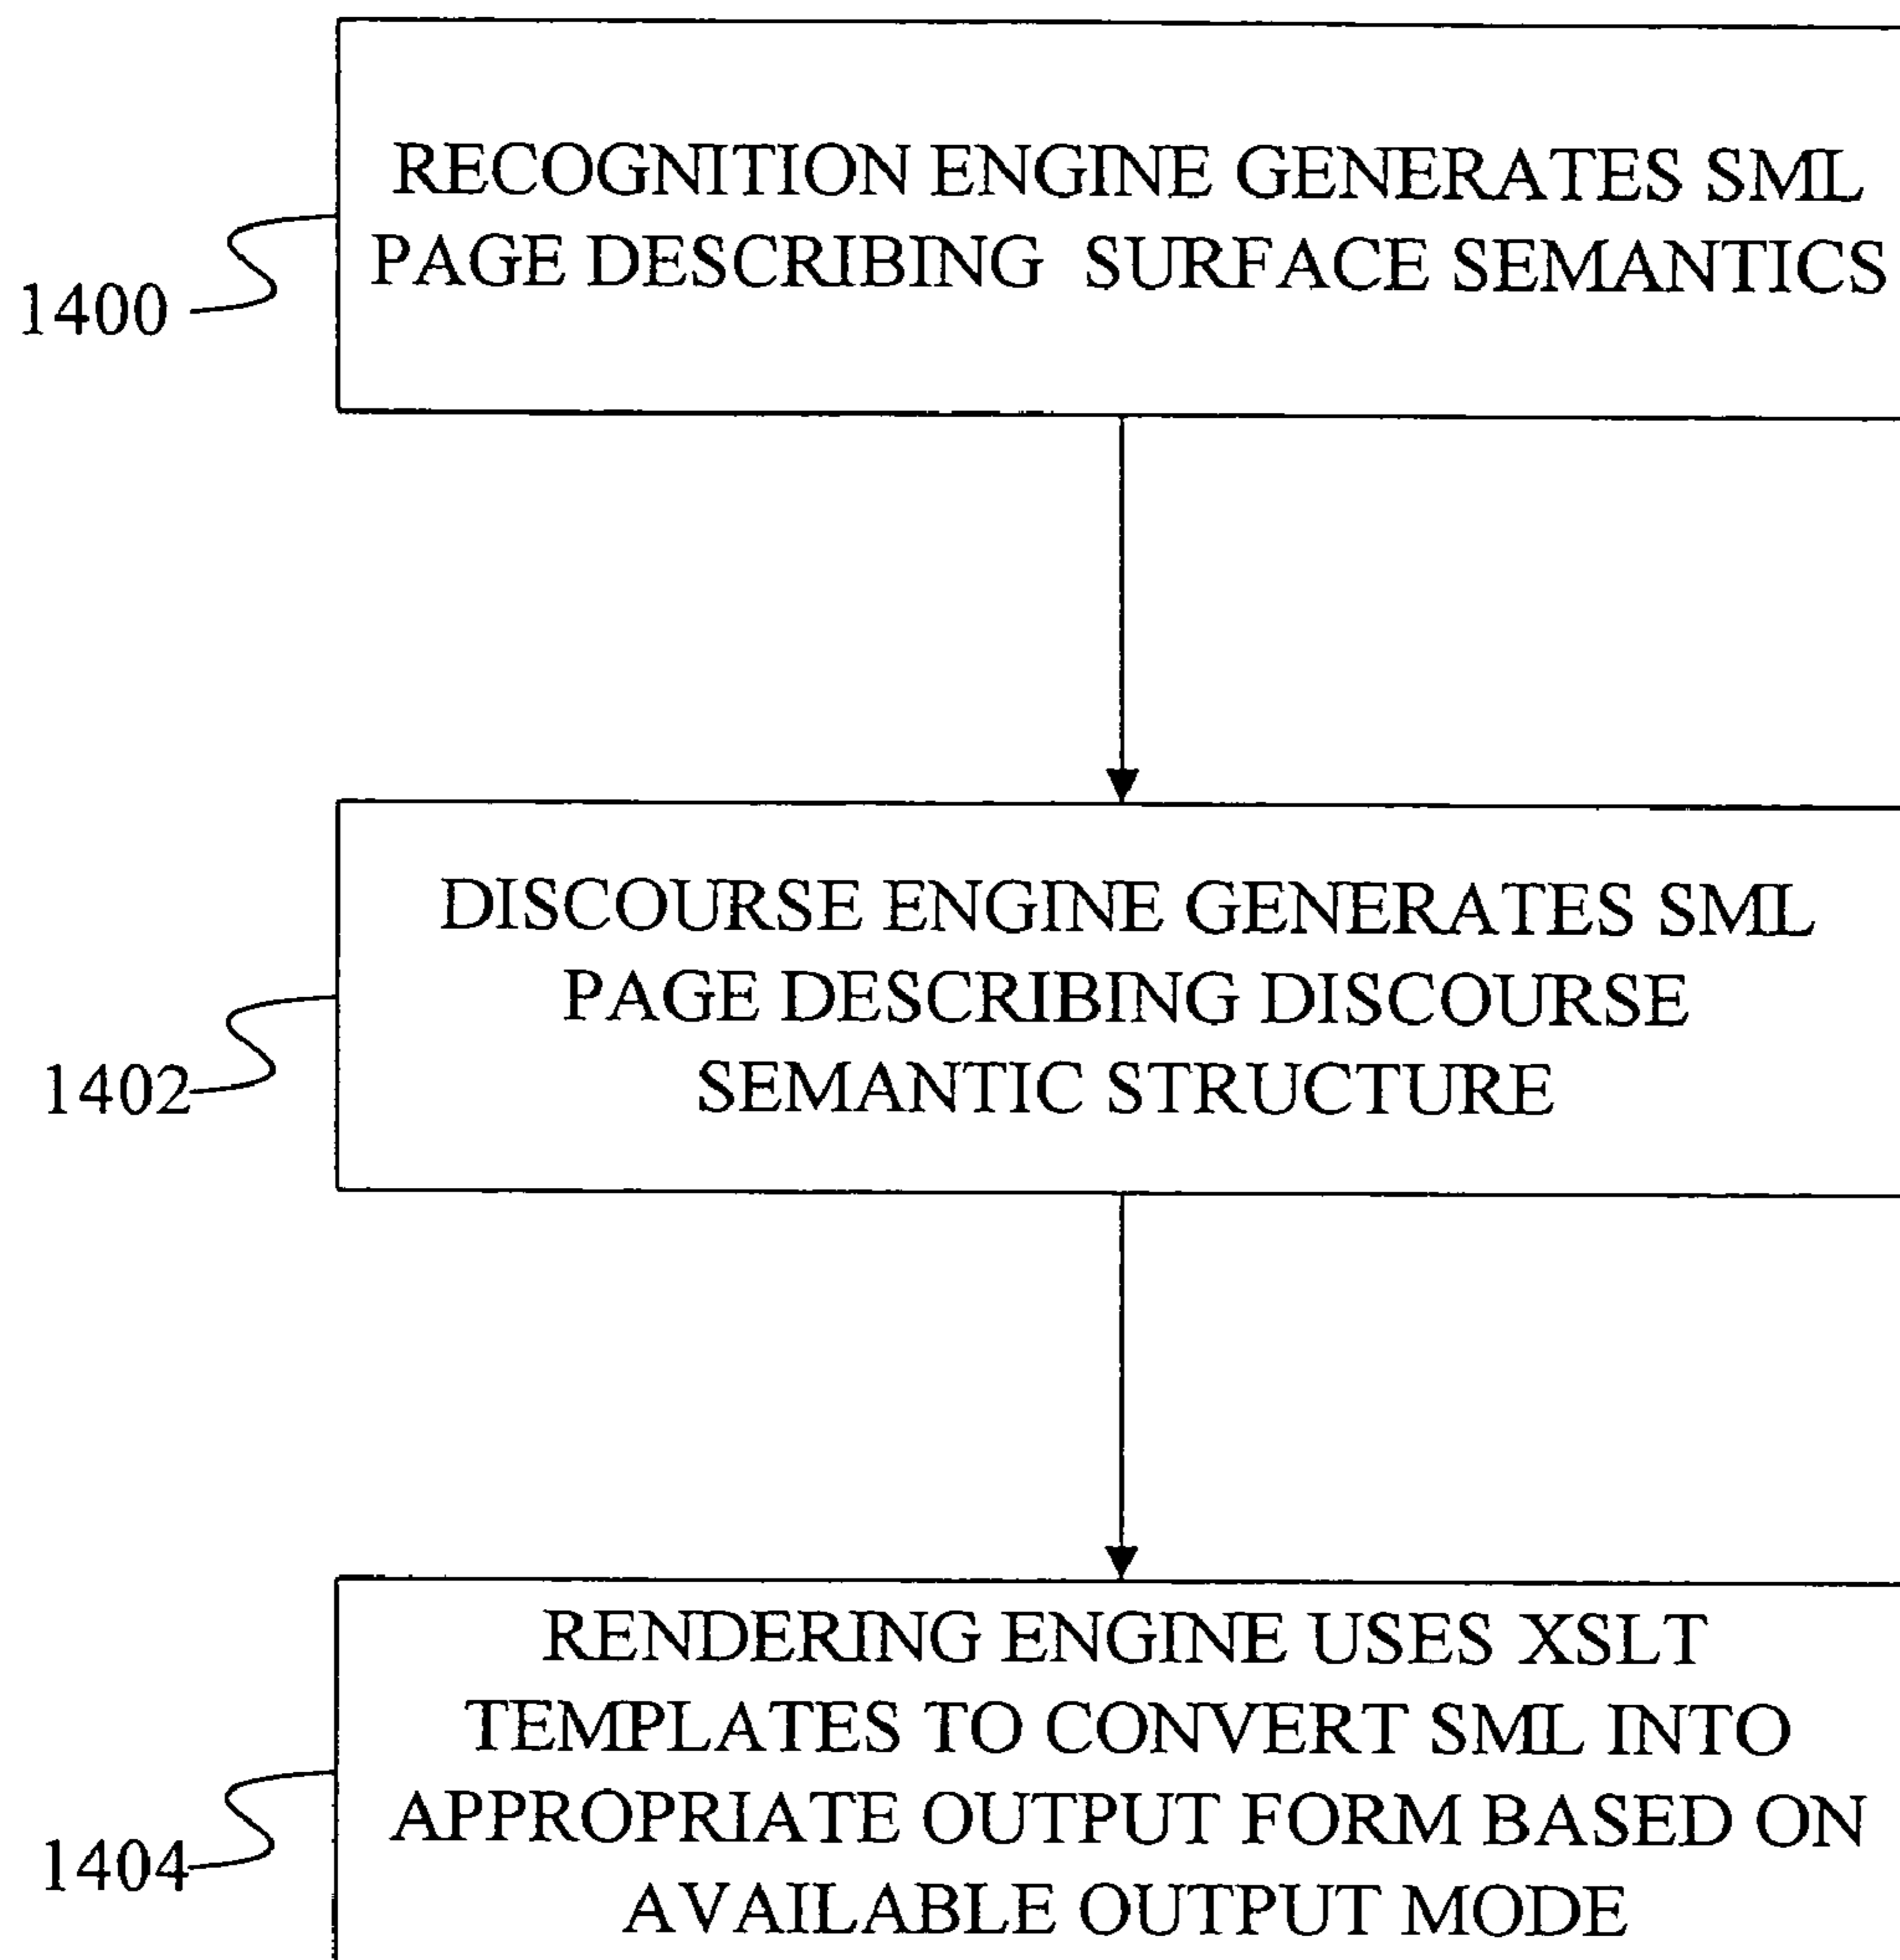 RECOGNITION ENGINE GENERATES SML
PAGE DESCRIBING SURFACE SEMANTICS
1400
DISCOURSE ENGINE GENERATES SML
PAGE DESCRIBING DISCOURSE
SEMANTIC STRUCTURE
1402
RENDERING ENGINE USES XSLT
TEMPLATES TO CONVERT SML INTO
APPROPRIATE OUTPUT FORM BASED ON
AVAILABLE OUTPUT MODE
1404